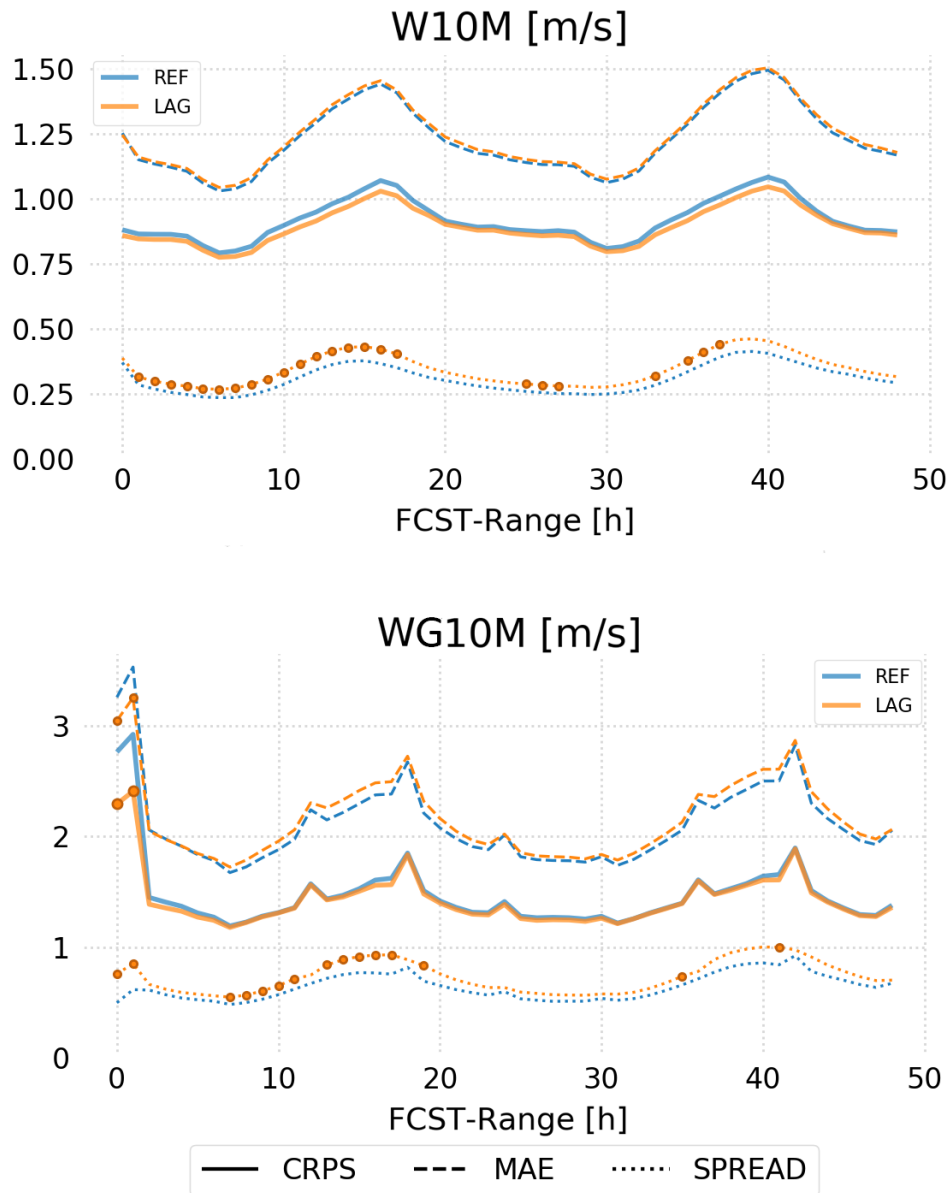 W10M [m/s]
1.50
REF
LAG
1.25
1.00
0.75
0.50
0.25
0.00
0 10 20 30 40 50
FCST-Range [h]
WG10M [m/s]
REF
LAG
3
2
1
0
0 10 20 30 40 50
FCST-Range [h]
CRPS MAE SPREAD